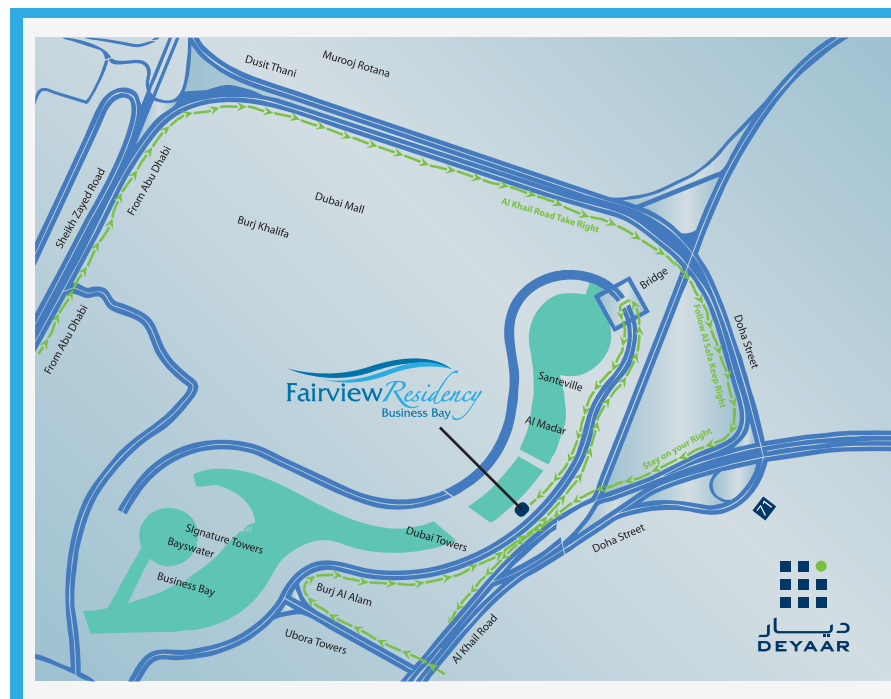 Murooj Rotana
Dusit Thani
From Abu Dhabi
Sheikh Zayed Road
Dubai Mall
Al Khail Road Take Right
Burj Khalifa
Bridge
From Abu Dhabi
Doha Street
Follow Al Safa Keep Right
Fairview Residency
Business Bay
Santeville
Al Madar
Stay on your Right
71
Signature Towers
Dubai Towers
Doha Street
Bayswater
Business Bay
Burj Al Alam
Ubora Towers
Al Khail Road
ديار
DEYAAR